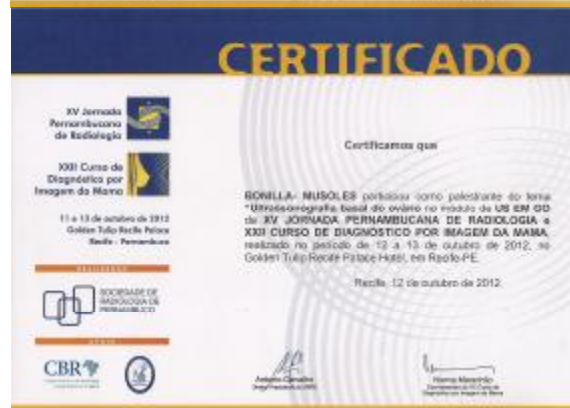 CERTIFICADO
XV Jornada
Pernambucana
de Radiologia
XXII Curso de
Diagnóstico por
Imagem da Mama
11 a 13 de outubro de 2012
Golden Tulip Recife Palace
Recife - Pernambuco
SOCIEDADE DE
RADIOLOGIA DE
PERNAMBUCO
CBR
Certificamos que
BONILLA- MUSOLES participou como palestrante do tema
"Ultrassonografia basal do ovário no módulo de US EM GO
da XV JORNADA PERNAMBUCANA DE RADIOLOGIA e
XXII CURSO DE DIAGNÓSTICO POR IMAGEM DA MAMA,
realizado no período de 12 a 13 de outubro de 2012, no
Golden Tulip Recife Palace Hotel, em Recife-PE.
Recife, 12 de outubro de 2012
Antonio Carvalho
Norma Maranhão